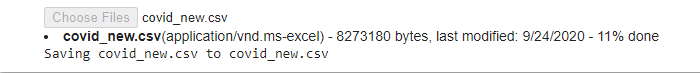 Choose Files covid_new.csv
• covid_new.csv(application/vnd.ms-excel) - 8273180 bytes, last modified: 9/24/2020 - 11% done
Saving covid_new.csv to covid_new.csv